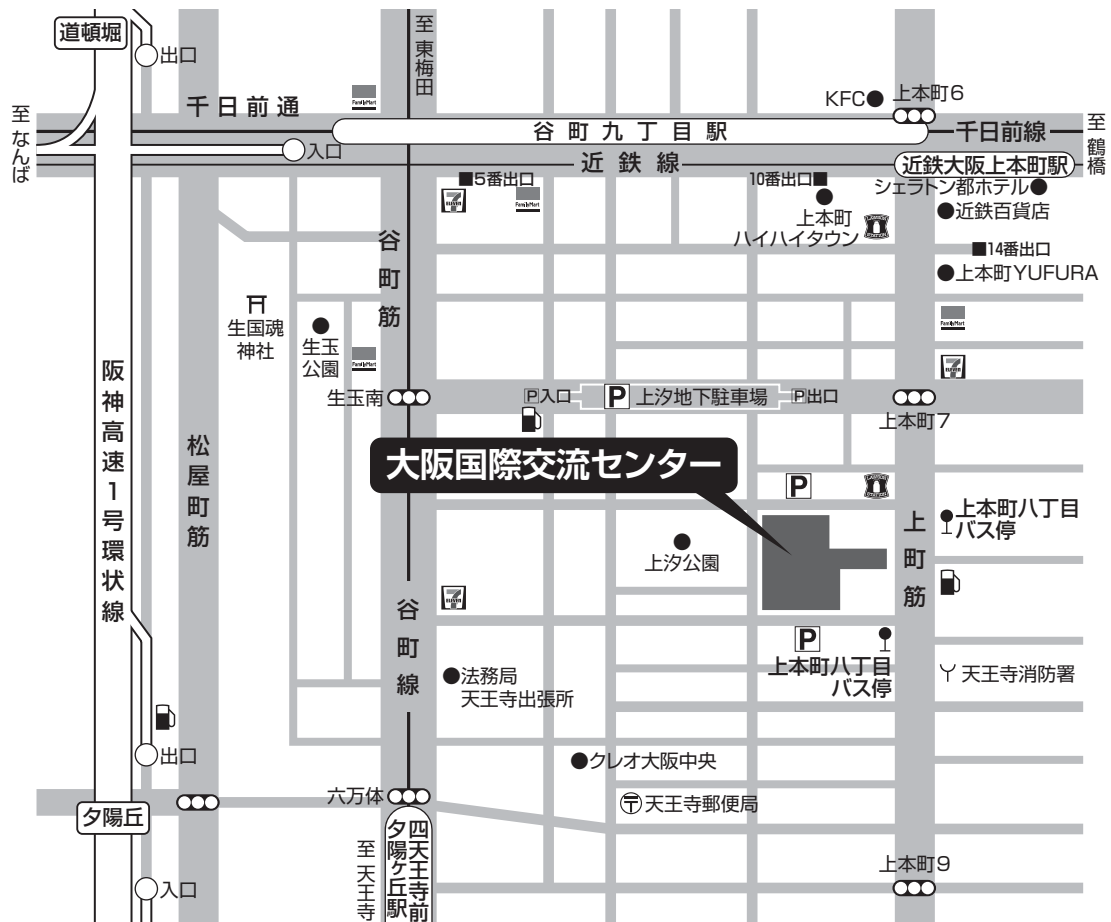 道頓堀
出口
至 東梅田
千日前通
FamilyMart
KFC
上本町6
至 なんば
谷町九丁目駅
千日前線
至 鶴橋
入口
近鉄線
近鉄大阪上本町駅
■5番出口
10番出口■
シェラトン都ホテル
7 ELEVEN
FamilyMart
上本町
ハイハイタウン
近鉄百貨店
谷町筋
■14番出口
上本町YUFURA
生国魂
神社
生玉
公園
FamilyMart
FamilyMart
7 ELEVEN
阪神高速1号環状線
生玉南
P入口
P 上汐地下駐車場
P出口
上本町7
松屋町筋
大阪国際交流センター
P
上町筋
上本町八丁目
バス停
上汐公園
7 ELEVEN
谷町線
P
上本町八丁目
バス停
法務局
天王寺出張所
天王寺消防署
出口
クレオ大阪中央
六万体
〒天王寺郵便局
夕陽丘
四天王寺前
夕陽ヶ丘駅
至 天王寺
上本町9
入口